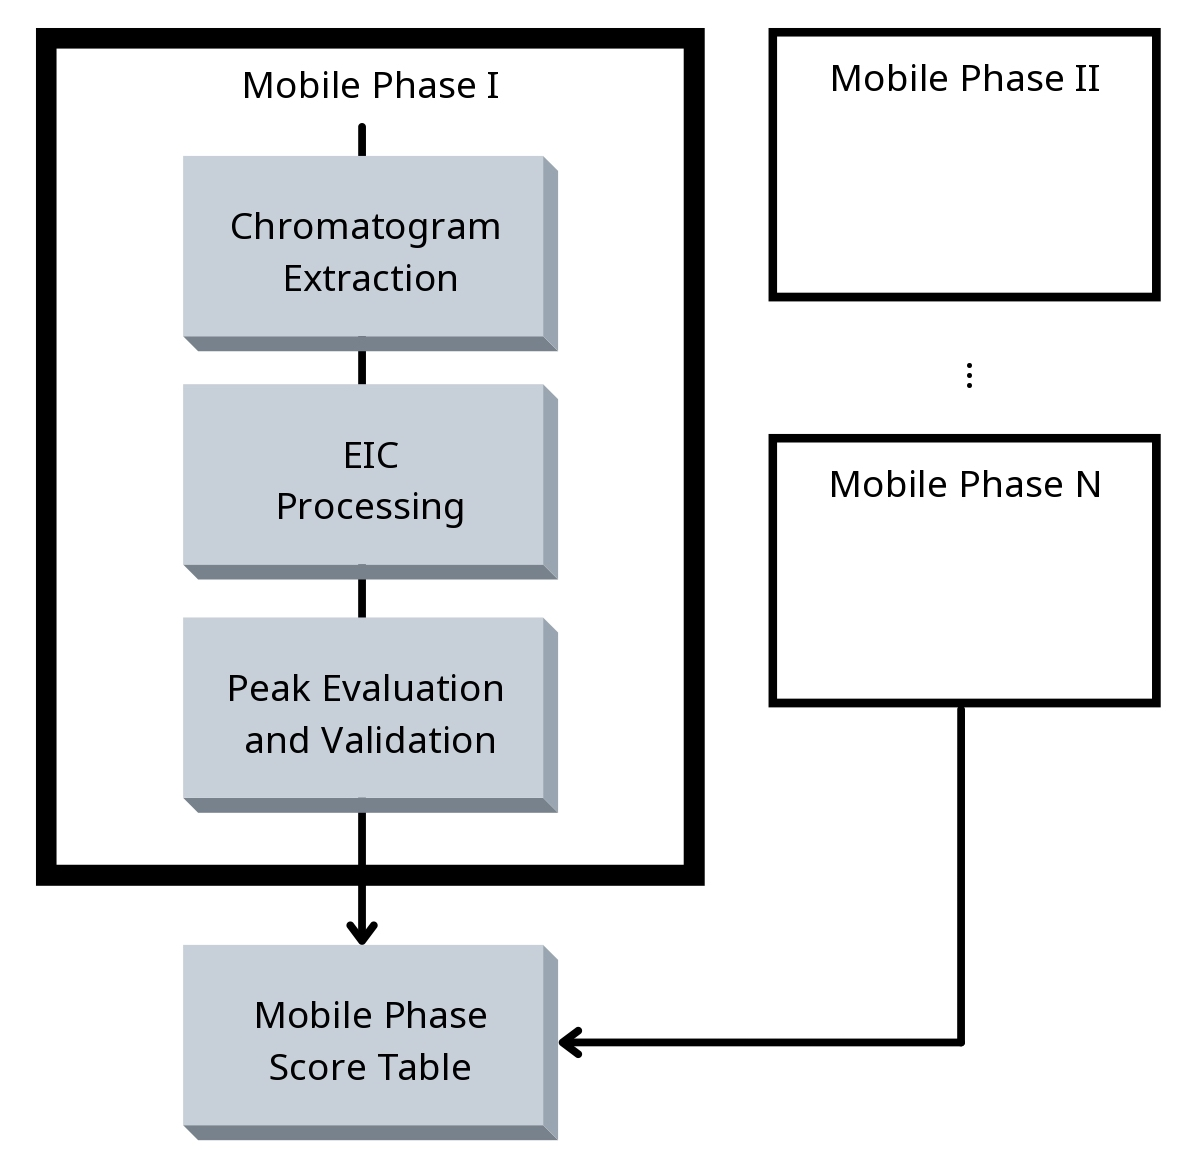 Mobile Phase I
Chromatogram
Extraction
EIC
Processing
Peak Evaluation
and Validation
Mobile Phase
Score Table
Mobile Phase II
⋮
Mobile Phase N